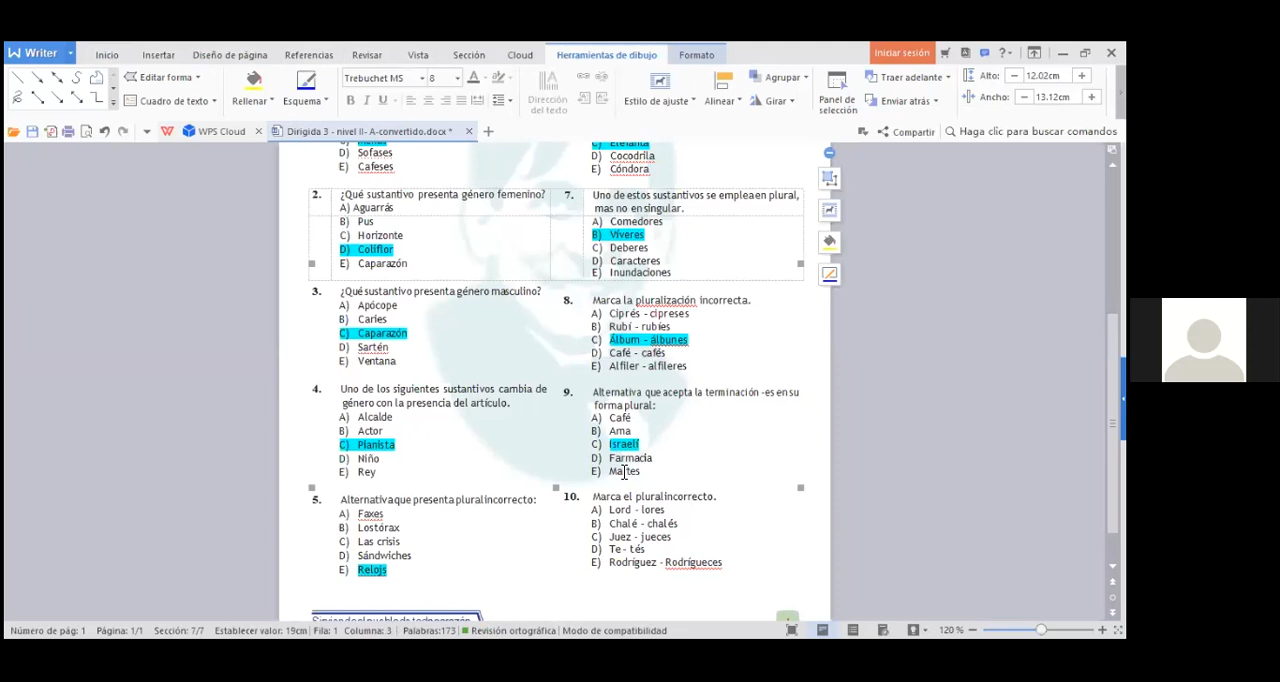 Writer
Inicio Insertar Diseño de página Referencias Revisar Vista Sección Cloud Herramientas de dibujo Formato Iniciar sesión
Editar forma
Cuadro de texto
Rellenar
Esquema
Trebuchet MS 8
B I U
Dirección del texto
Estilo de ajuste
Alinear
Agrupar
Girar
Panel de selección
Traer adelante
Enviar atrás
Alto: 12.02cm
Ancho: 13.12cm
WPS Cloud
Dirigida 3 - nivel II- A-convertido.docx *
Compartir
Haga clic para buscar comandos
D) Sofases
E) Cafeses
2. ¿Qué sustantivo presenta género femenino?
A) Aguarrás
B) Pus
C) Horizonte
D) Coliflor
E) Caparazón
3. ¿Qué sustantivo presenta género masculino?
A) Apócope
B) Caries
C) Caparazón
D) Sartén
E) Ventana
4. Uno de los siguientes sustantivos cambia de
género con la presencia del artículo.
A) Alcalde
B) Actor
C) Pianista
D) Niño
E) Rey
5. Alternativa que presenta plural incorrecto:
A) Faxes
B) Los tórax
C) Las crisis
D) Sándwiches
E) Relojs
C) Elefanta
D) Cocodrila
E) Cóndora
7. Uno de estos sustantivos se emplea en plural,
mas no en singular.
A) Comedores
B) Víveres
C) Deberes
D) Caracteres
E) Inundaciones
8. Marca la pluralización incorrecta.
A) Ciprés - cipreses
B) Rubí - rubíes
C) Álbum - álbunes
D) Café - cafés
E) Alfiler - alfileres
9. Alternativa que acepta la terminación -es en su
forma plural:
A) Café
B) Ama
C) Israelí
D) Farmacia
E) Martes
10. Marca el plural incorrecto.
A) Lord - lores
B) Chalé - chalés
C) Juez - jueces
D) Te - tés
E) Rodríguez - Rodrígueces
Número de pág: 1 Página: 1/1 Sección: 7/7 Establecer valor: 19cm Fila: 1 Columna: 3 Palabras:173 Revisión ortográfica Modo de compatibilidad 120 %